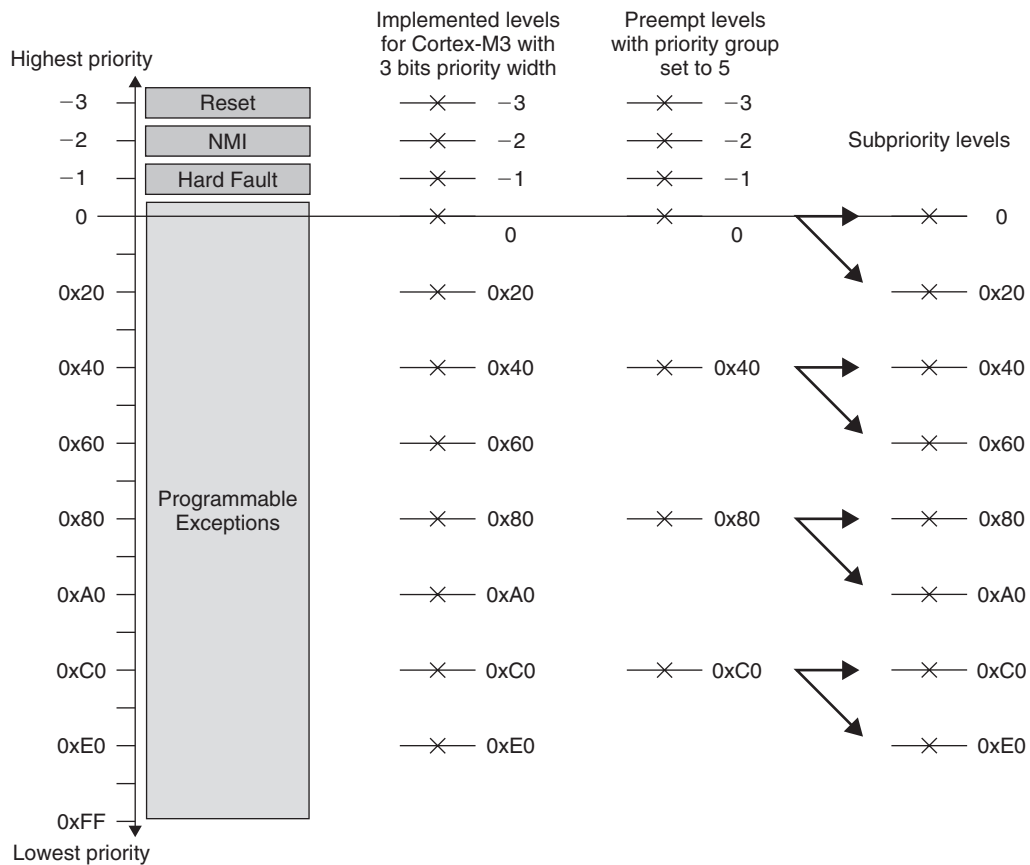 Implemented levels
for Cortex-M3 with
3 bits priority width
Preempt levels
with priority group
set to 5
Highest priority
−3 Reset −3 −3
−2 NMI −2 −2 Subpriority levels
−1 Hard Fault −1 −1
0 0 0 0
0x20 0x20 0x20
0x40 0x40 0x40 0x40
0x60 0x60 0x60
Programmable
Exceptions
0x80 0x80 0x80 0x80
0xA0 0xA0 0xA0
0xC0 0xC0 0xC0 0xC0
0xE0 0xE0 0xE0
0xFF
Lowest priority